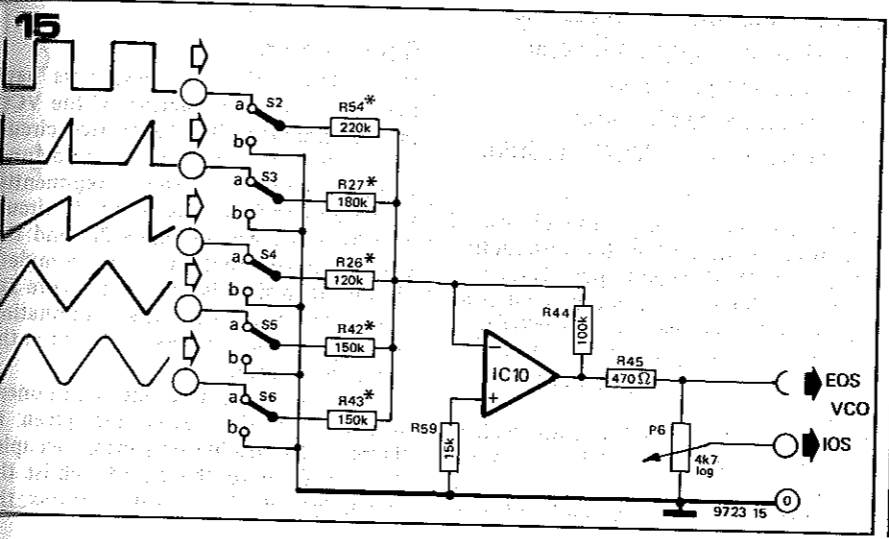 15
a
S2
R54*
220k
b
a
S3
R27*
180k
b
a
S4
R26*
120k
b
a
S5
R42*
150k
b
a
S6
R43*
150k
b
R59
15k
IC10
−
+
R44
100k
R45
470Ω
P6
4k7
log
EOS
VCO
IOS
0
9723 15